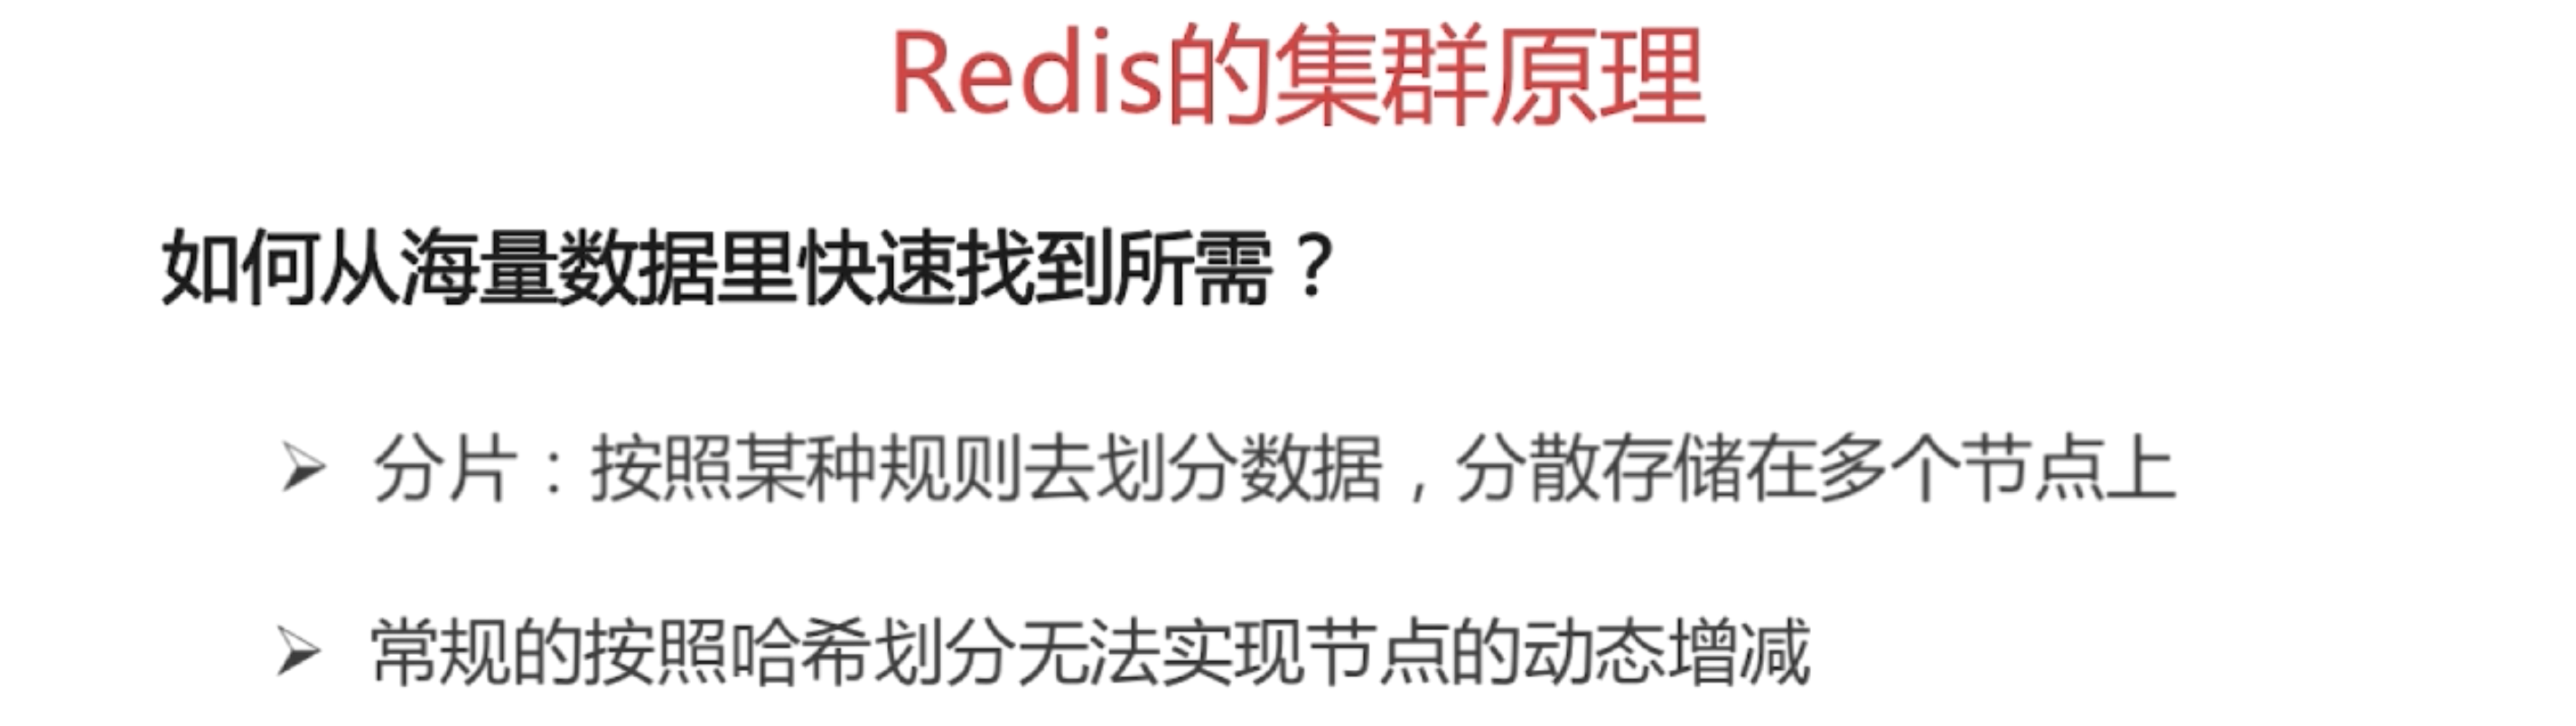 Redis的集群原理
如何从海量数据里快速找到所需？
➢ 分片：按照某种规则去划分数据，分散存储在多个节点上
➢ 常规的按照哈希划分无法实现节点的动态增减